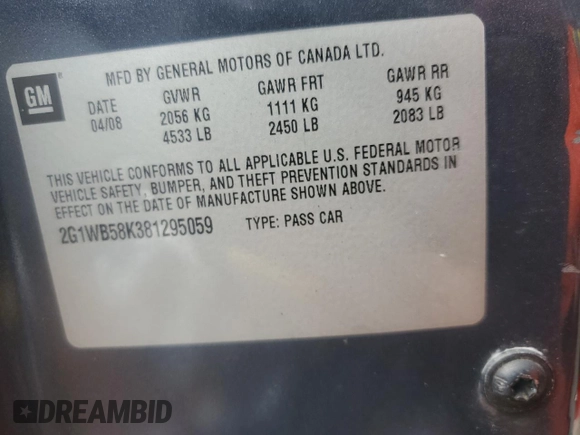 MFD BY GENERAL MOTORS OF CANADA LTD.
GM
DATE GVWR GAWR FRT GAWR RR
04/08 2056 KG 1111 KG 945 KG
4533 LB 2450 LB 2083 LB
THIS VEHICLE CONFORMS TO ALL APPLICABLE U.S. FEDERAL MOTOR
VEHICLE SAFETY, BUMPER, AND THEFT PREVENTION STANDARDS IN
EFFECT ON THE DATE OF MANUFACTURE SHOWN ABOVE.
2G1WB58K381295059 TYPE: PASS CAR
DREAMBID